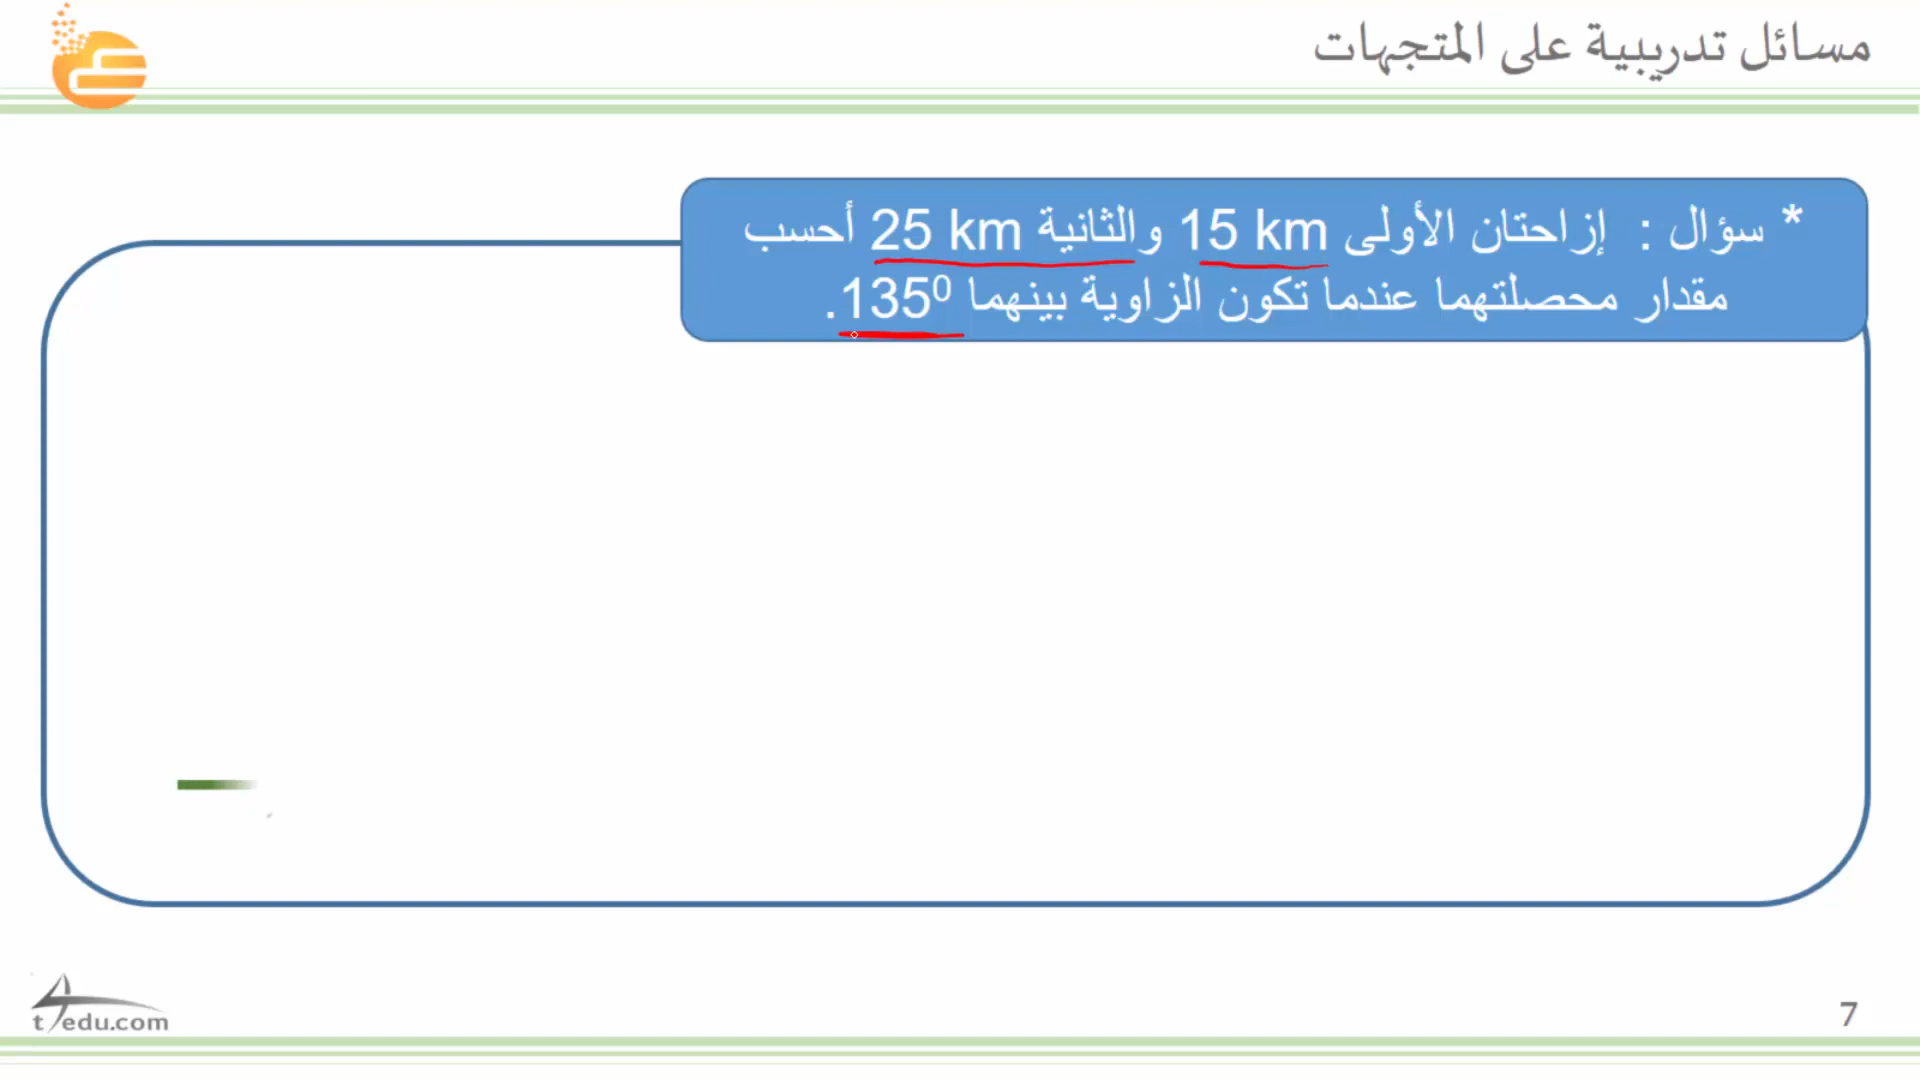 مسائل تدريبية على المتجهات
* سؤال : إزاحتان الأولى 15 km والثانية 25 km أحسب
مقدار محصلتهما عندما تكون الزاوية بينهما 135⁰.
t4edu.com
7